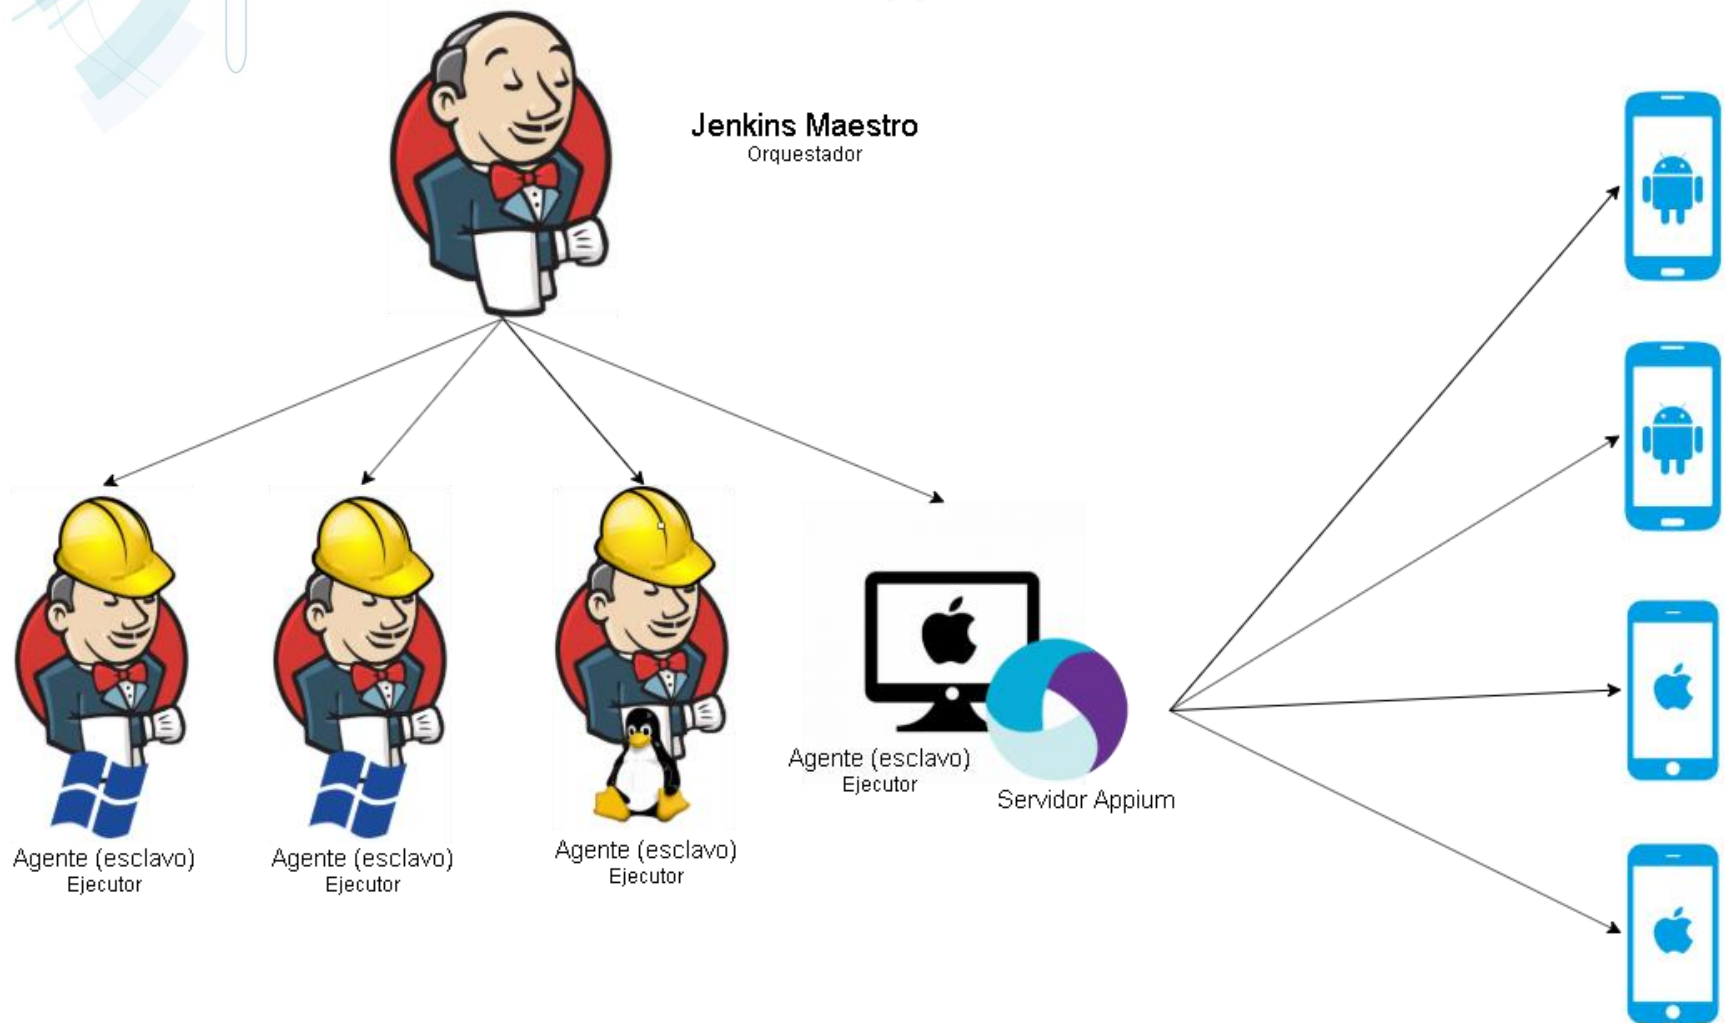 Jenkins Maestro
Orquestador
Agente (esclavo)
Ejecutor
Agente (esclavo)
Ejecutor
Agente (esclavo)
Ejecutor
Agente (esclavo)
Ejecutor
Servidor Appium